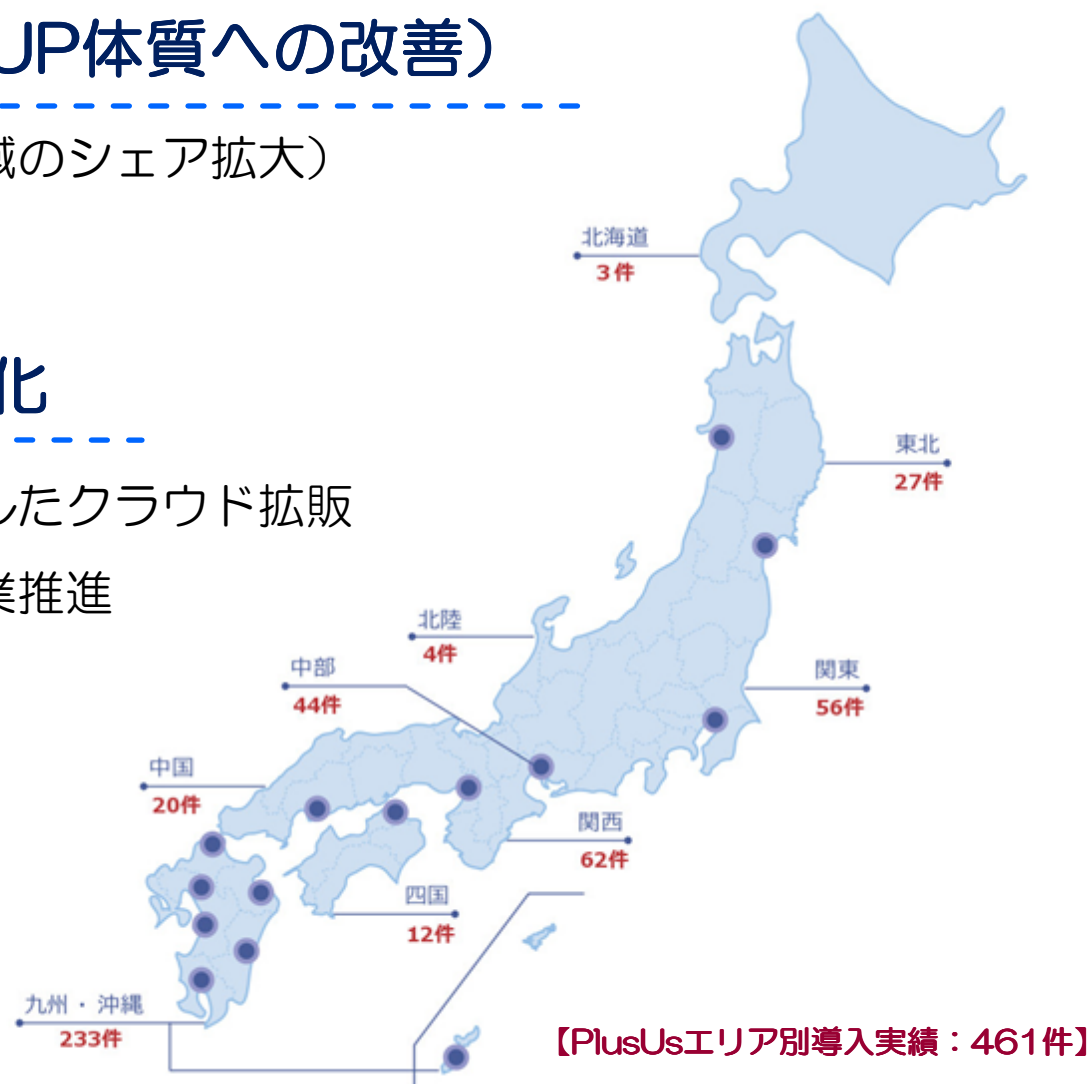 UP体質への改善）
域のシェア拡大）
化
したクラウド拡販
業推進
北海道
3件
東北
27件
北陸
4件
中部
44件
関東
56件
中国
20件
関西
62件
四国
12件
九州・沖縄
233件
【PlusUsエリア別導入実績：461件】